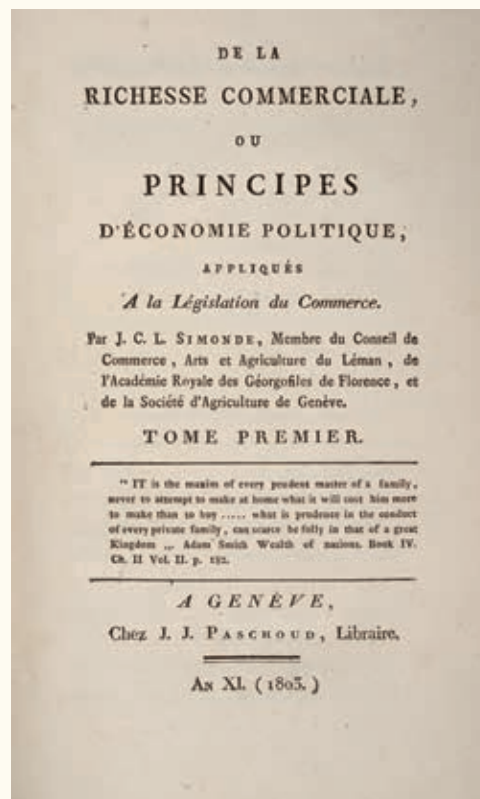 DE LA
RICHESSE COMMERCIALE,
OU
PRINCIPES
D'ÉCONOMIE POLITIQUE,
APPLIQUÉS
A la Législation du Commerce.
Par J. C. L. SIMONDE, Membre du Conseil de
Commerce, Arts et Agriculture du Léman, de
l'Académie Royale des Géorgofiles de Florence, et
de la Société d'Agriculture de Genève.
TOME PREMIER.
" IT is the maxim of every prudent master of a family,
never to attempt to make at home what it will cost him more
to make than to buy ..... what is prudence in the conduct
of every private family, can scarce be folly in that of a great
Kingdom ,, Adam Smith Wealth of nations. Book IV.
Ch. II Vol. II. p. 182.
A GENÈVE,
Chez J. J. PASCHOUD, Libraire.
AN XI. (1803.)